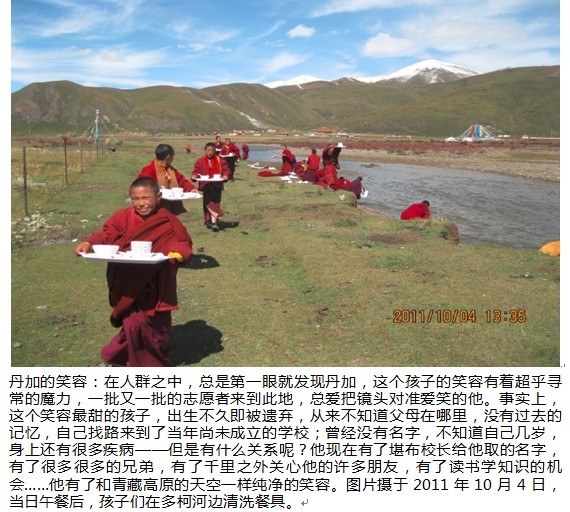 2011/10/04 13:35
丹加的笑容：在人群之中，总是第一眼就发现丹加，这个孩子的笑容有着超乎寻
常的魔力，一批又一批的志愿者来到此地，总爱把镜头对准爱笑的他。事实上，
这个笑容最甜的孩子，出生不久即被遗弃，从来不知道父母在哪里，没有过去的
记忆，自己找路来到了当年尚未成立的学校；曾经没有名字，不知道自己几岁，
身上还有很多疾病——但是有什么关系呢？他现在有了堪布校长给他取的名字，
有了很多很多的兄弟，有了千里之外关心他的许多朋友，有了读书学知识的机
会......他有了和青藏高原的天空一样纯净的笑容。图片摄于 2011 年 10 月 4 日，
当日午餐后，孩子们在多柯河边清洗餐具。